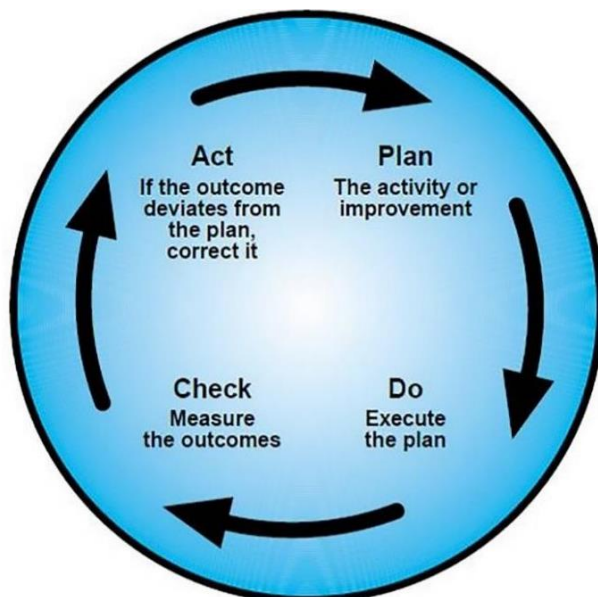 Act
If the outcome
deviates from
the plan,
correct it
Plan
The activity or
improvement
Check
Measure
the outcomes
Do
Execute
the plan